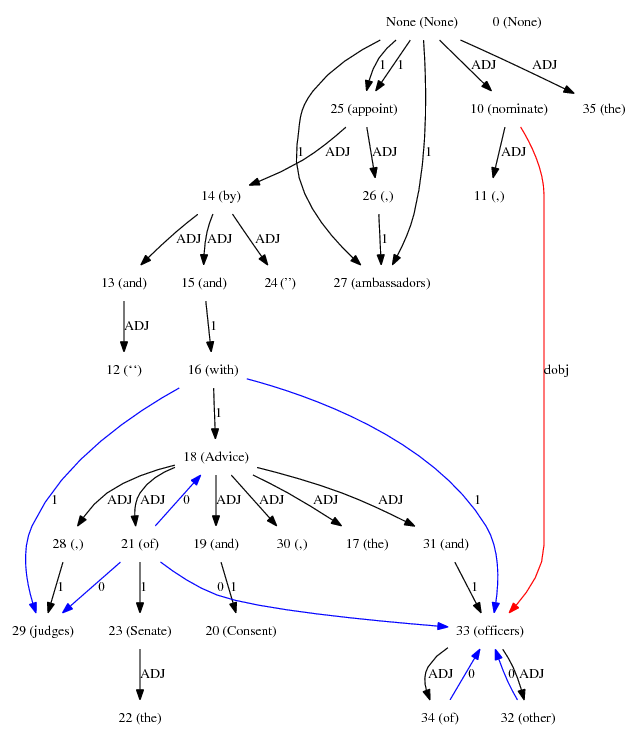 None (None) 0 (None)
1 1 ADJ ADJ
25 (appoint) 10 (nominate) 35 (the)
1 ADJ ADJ 1 ADJ
14 (by) 26 (,) 11 (,)
ADJ ADJ ADJ 1
13 (and) 15 (and) 24 ('') 27 (ambassadors)
ADJ 1
12 (``) 16 (with) dobj
1
18 (Advice)
1 ADJ ADJ 0 ADJ ADJ ADJ ADJ 1
28 (,) 21 (of) 19 (and) 30 (,) 17 (the) 31 (and)
1 0 1 0 1 1
29 (judges) 23 (Senate) 20 (Consent) 33 (officers)
ADJ ADJ 0 0 ADJ
22 (the) 34 (of) 32 (other)